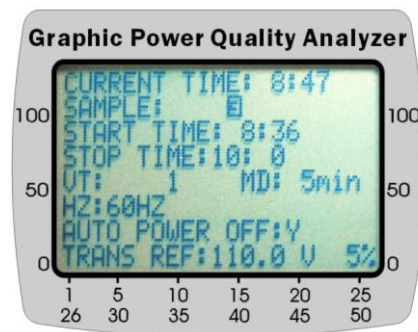 Graphic Power Quality Analyzer
CURRENT TIME: 8:47
SAMPLE: 3
START TIME: 8:36
STOP TIME:10: 0
VT: 1 MD: 5min
HZ:60HZ
AUTO POWER OFF:Y
TRANS REF:110.0 V 5%
100 100
50 50
0 0
1 5 10 15 20 25
26 30 35 40 45 50